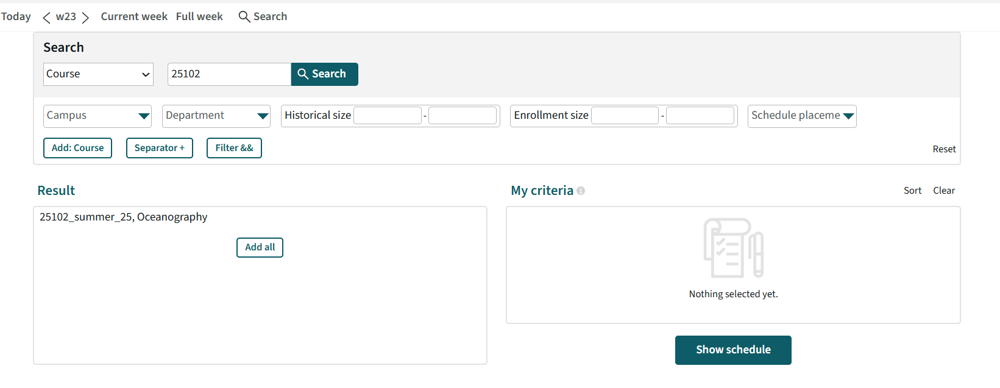 Today w23 Current week Full week Search
Search
Course 25102 Search
Campus Department Historical size - Enrollment size - Schedule placeme
Add: Course Separator + Filter && Reset
Result
25102_summer_25, Oceanography
Add all
My criteria Sort Clear
Nothing selected yet.
Show schedule